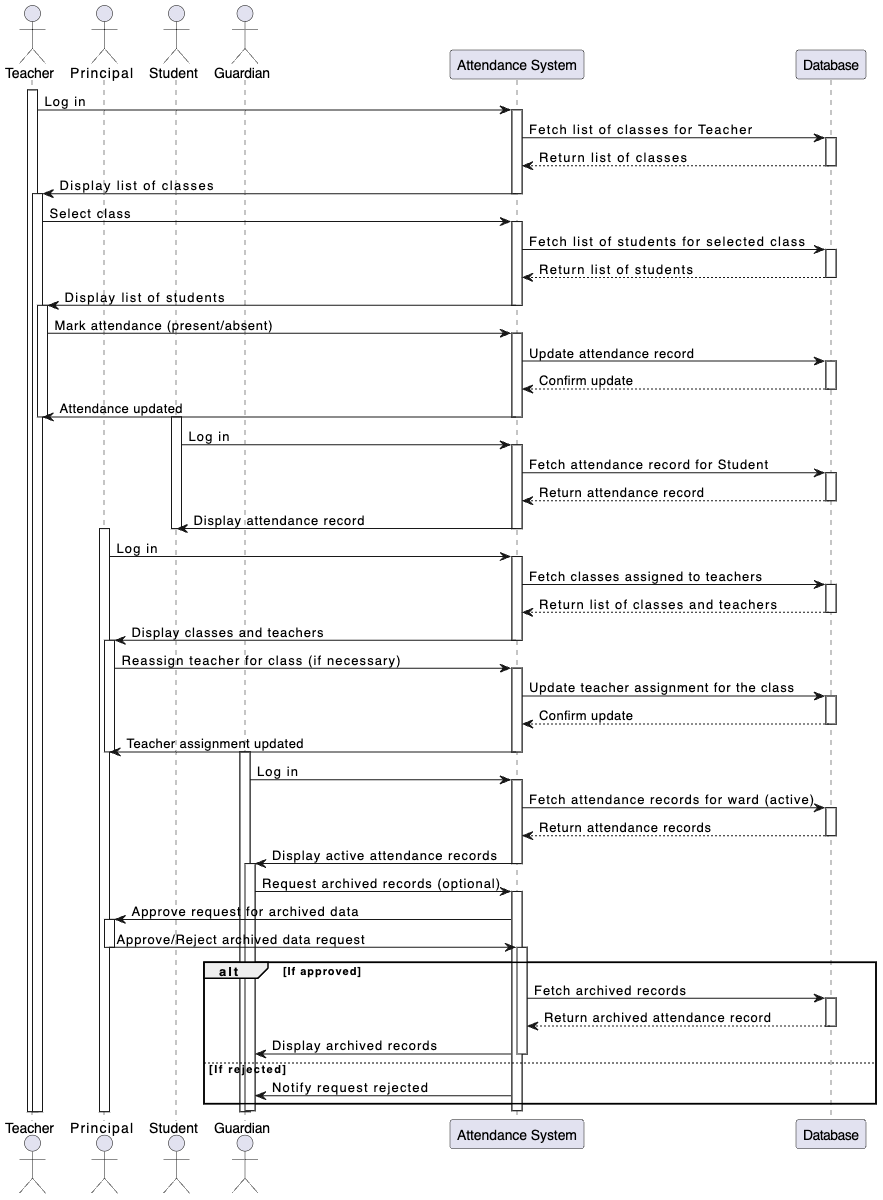 Teacher
Principal
Student
Guardian
Attendance System
Database
Log in
Fetch list of classes for Teacher
Return list of classes
Display list of classes
Select class
Fetch list of students for selected class
Return list of students
Display list of students
Mark attendance (present/absent)
Update attendance record
Confirm update
Attendance updated
Log in
Fetch attendance record for Student
Return attendance record
Display attendance record
Log in
Fetch classes assigned to teachers
Return list of classes and teachers
Display classes and teachers
Reassign teacher for class (if necessary)
Update teacher assignment for the class
Confirm update
Teacher assignment updated
Log in
Fetch attendance records for ward (active)
Return attendance records
Display active attendance records
Request archived records (optional)
Approve request for archived data
Approve/Reject archived data request
alt
[If approved]
Fetch archived records
Return archived attendance record
Display archived records
[If rejected]
Notify request rejected
Teacher
Principal
Student
Guardian
Attendance System
Database